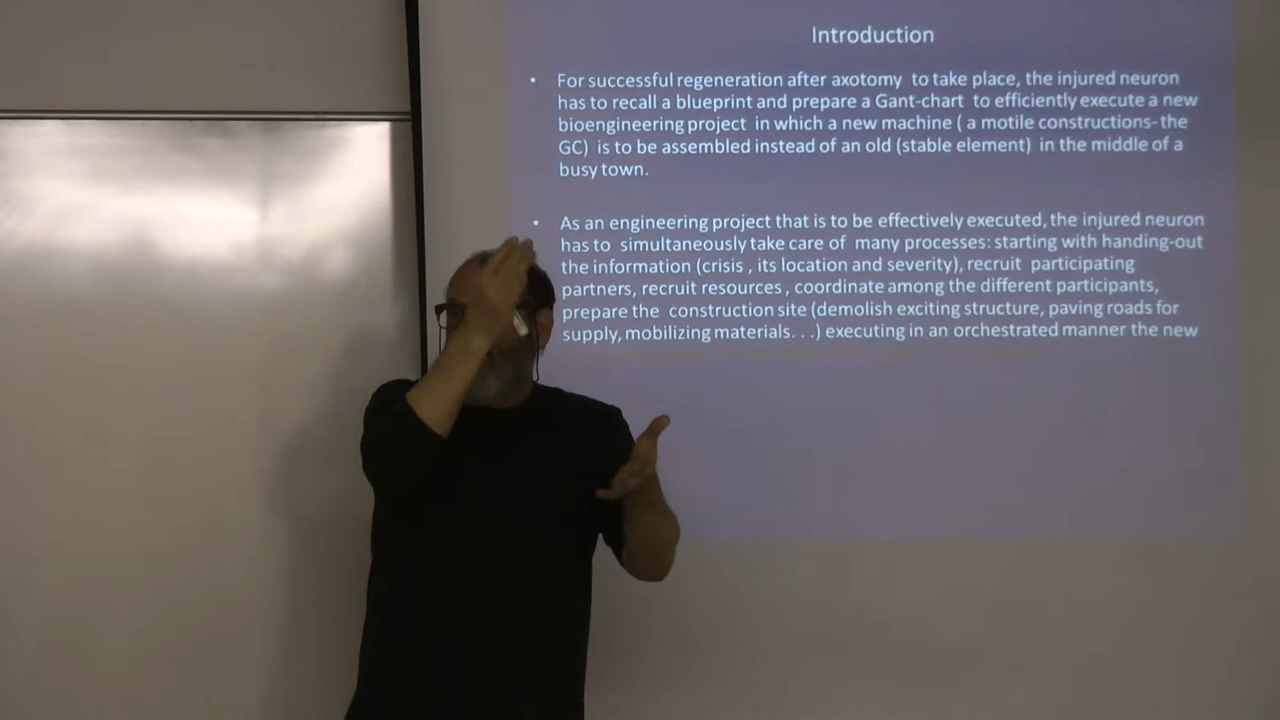 Introduction
• For successful regeneration after axotomy to take place, the injured neuron
has to recall a blueprint and prepare a Gant-chart to efficiently execute a new
bioengineering project in which a new machine ( a motile constructions- the
GC) is to be assembled instead of an old (stable element) in the middle of a
busy town.
• As an engineering project that is to be effectively executed, the injured neuron
has to simultaneously take care of many processes: starting with handing-out
the information (crisis , its location and severity), recruit participating
partners, recruit resources , coordinate among the different participants,
prepare the construction site (demolish exciting structure, paving roads for
supply, mobilizing materials. . .) executing in an orchestrated manner the new